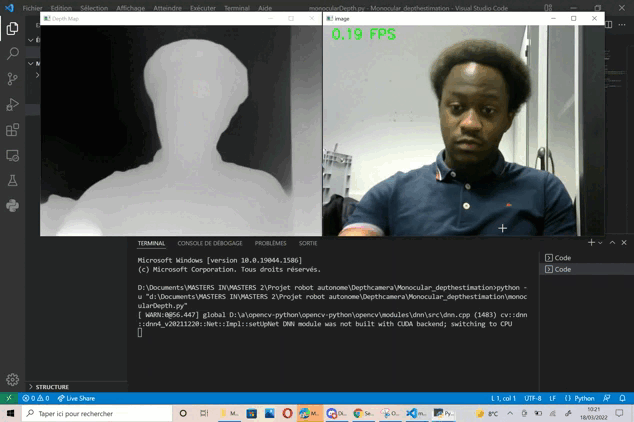 Fichier Edition Sélection Affichage Atteindre Exécuter Terminal Aide monocularDepth.py - Monocular_depthestimation - Visual Studio Code
Depth Map
image
0.19 FPS
TERMINAL CONSOLE DE DÉBOGAGE PROBLÈMES SORTIE
Microsoft Windows [version 10.0.19044.1586]
(c) Microsoft Corporation. Tous droits réservés.
D:\Documents\MASTERS IN\MASTERS 2\Projet robot autonome\Depthcamera\Monocular_depthestimation>python -
u "d:\Documents\MASTERS IN\MASTERS 2\Projet robot autonome\Depthcamera\Monocular_depthestimation\monoc
ularDepth.py"
[ WARN:0@56.447] global D:\a\opencv-python\opencv-python\opencv\modules\dnn\src\dnn.cpp (1483) cv::dnn
::dnn4_v20211220::Net::Impl::setUpNet DNN module was not built with CUDA backend; switching to CPU
Code
Code
STRUCTURE
0 0 Live Share
L 1, col 1 UTF-8 LF Python
Taper ici pour rechercher
8°C
10:21
18/03/2022